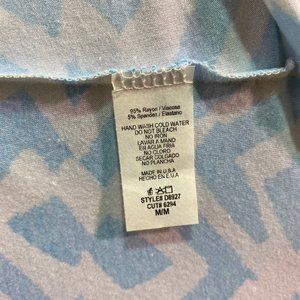 95% Rayon / Viscose
5% Spandex / Elastano
HAND WASH COLD WATER
DO NOT BLEACH
NO IRON
LAVAR A MANO
EN AGUA FRIA
NO CLORO
SECAR COLGADO
NO PLANCHA
MADE IN U.S.A
HECHO EN E.U.A
STYLE# D8927
CUT# 6294
M/M